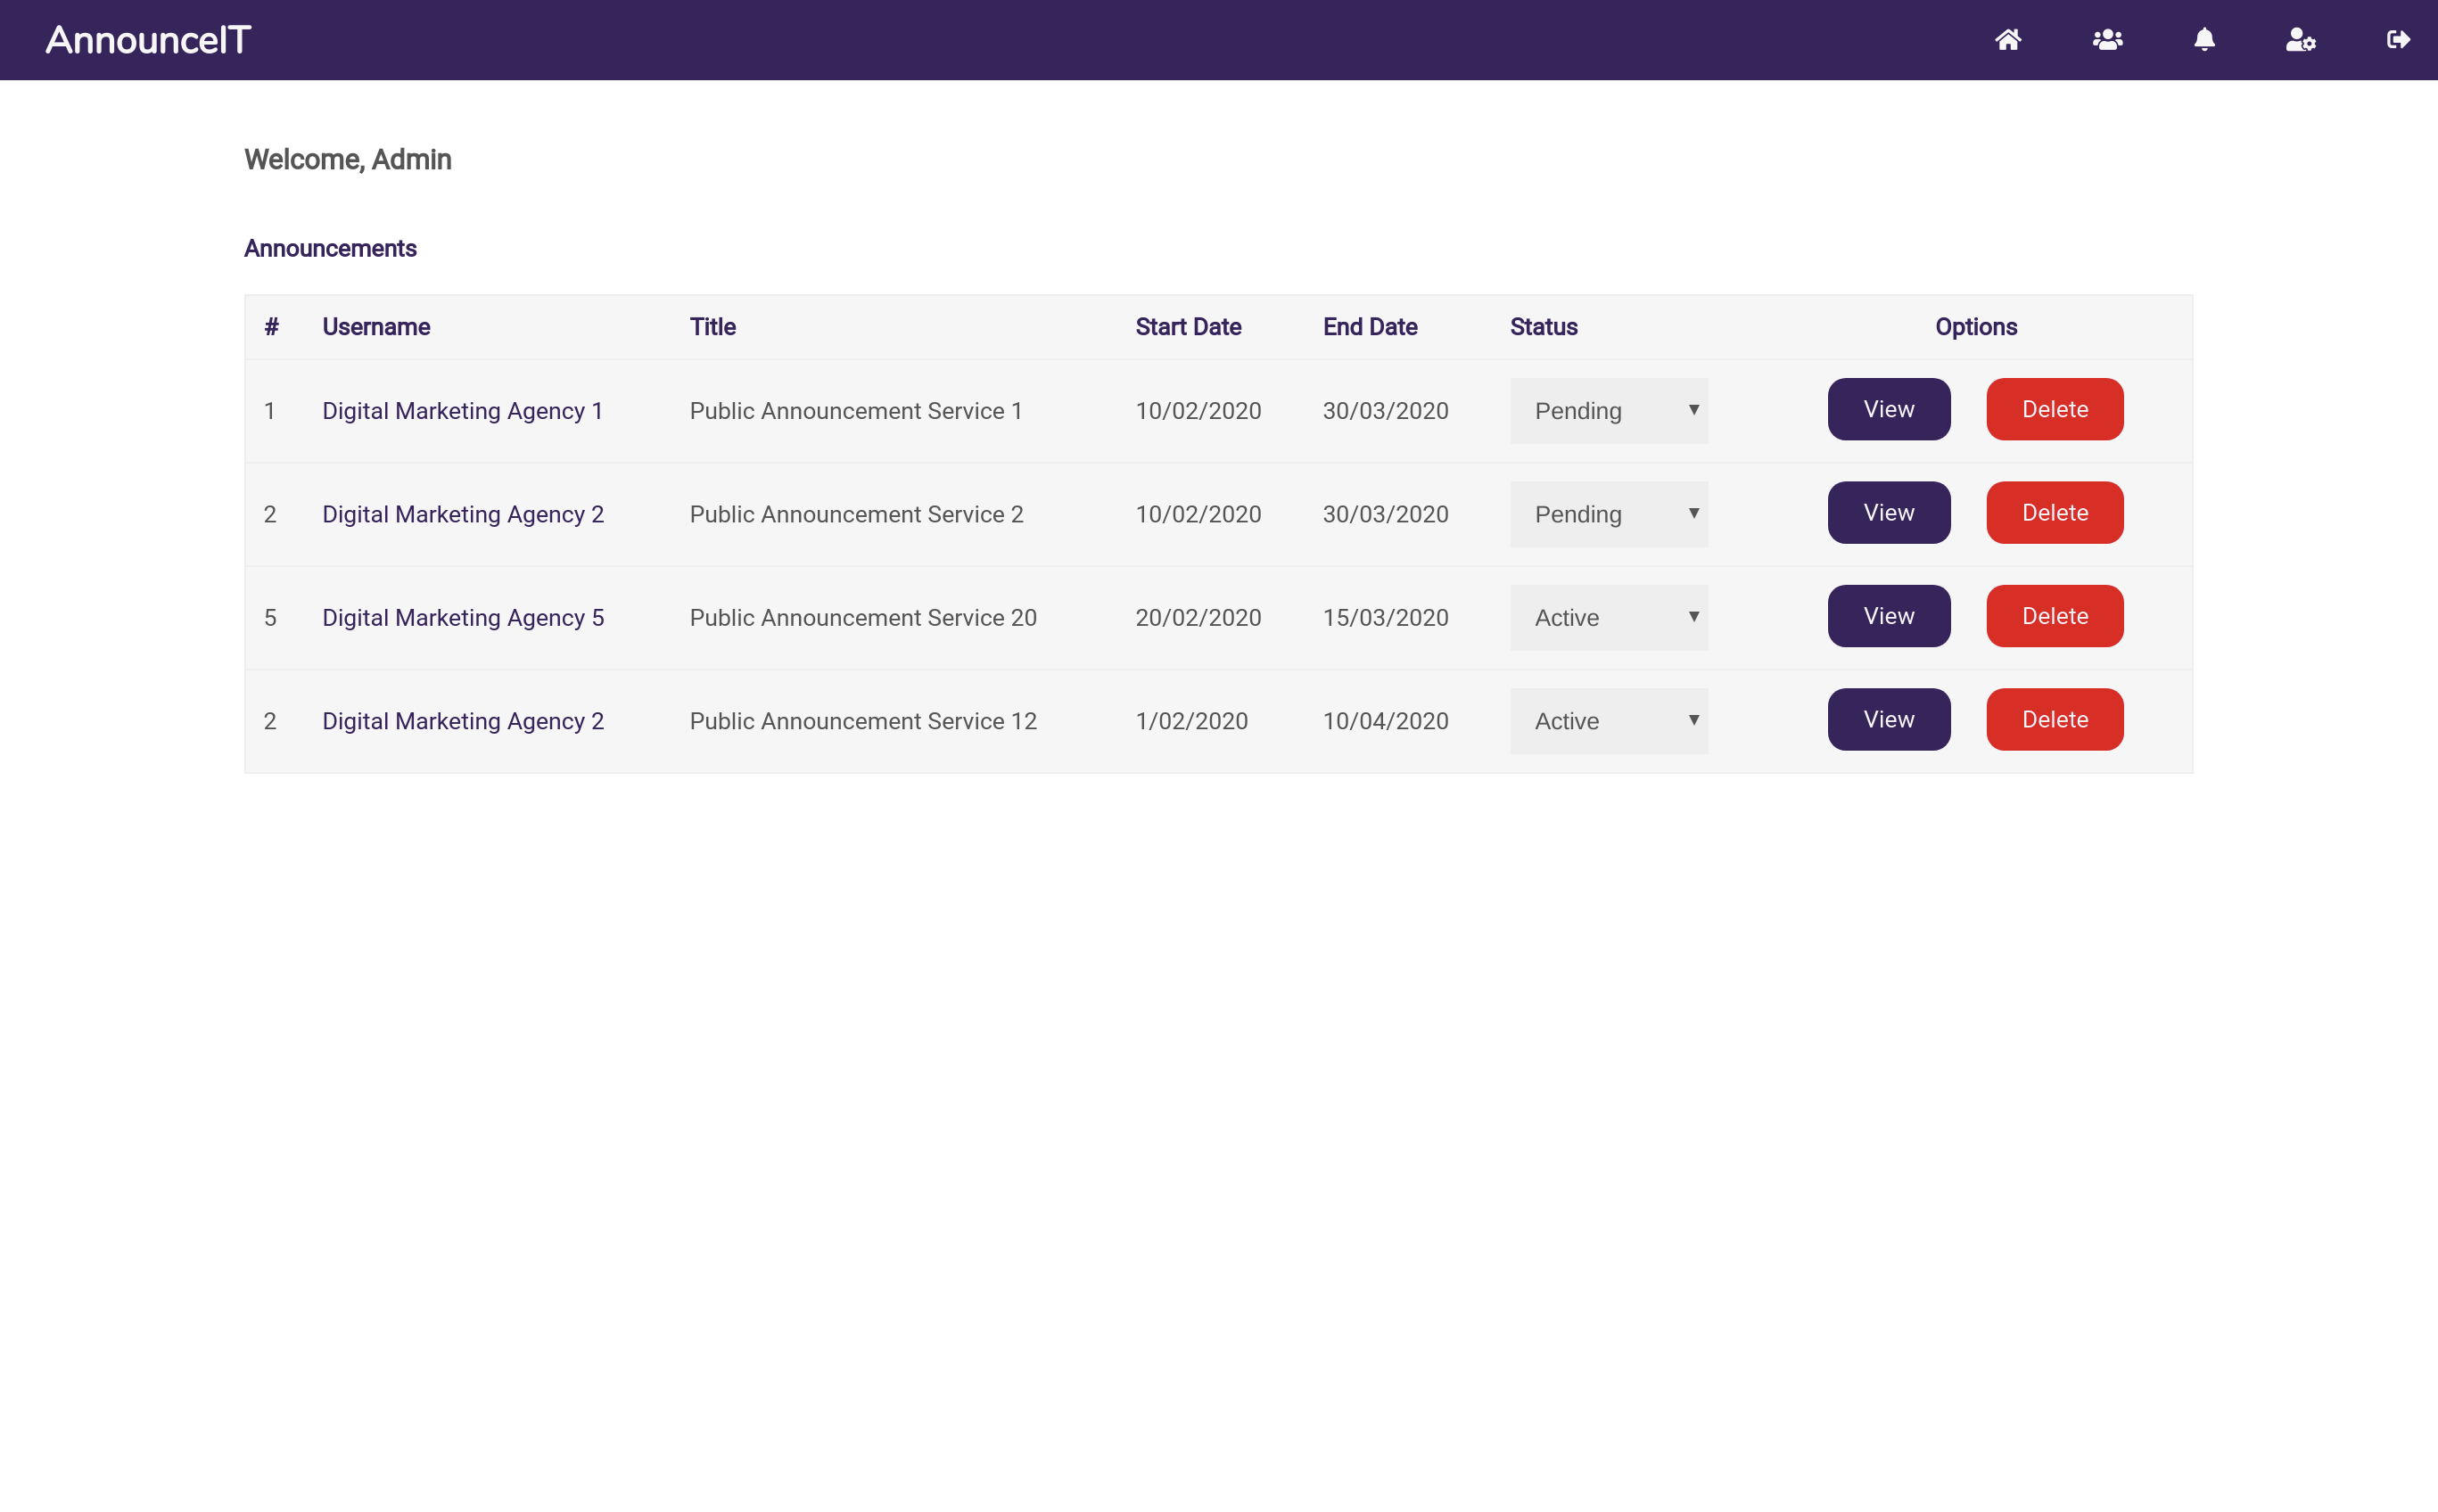 AnnounceIT
Welcome, Admin
Announcements
# Username Title Start Date End Date Status Options
1 Digital Marketing Agency 1 Public Announcement Service 1 10/02/2020 30/03/2020 Pending View Delete
2 Digital Marketing Agency 2 Public Announcement Service 2 10/02/2020 30/03/2020 Pending View Delete
5 Digital Marketing Agency 5 Public Announcement Service 20 20/02/2020 15/03/2020 Active View Delete
2 Digital Marketing Agency 2 Public Announcement Service 12 1/02/2020 10/04/2020 Active View Delete